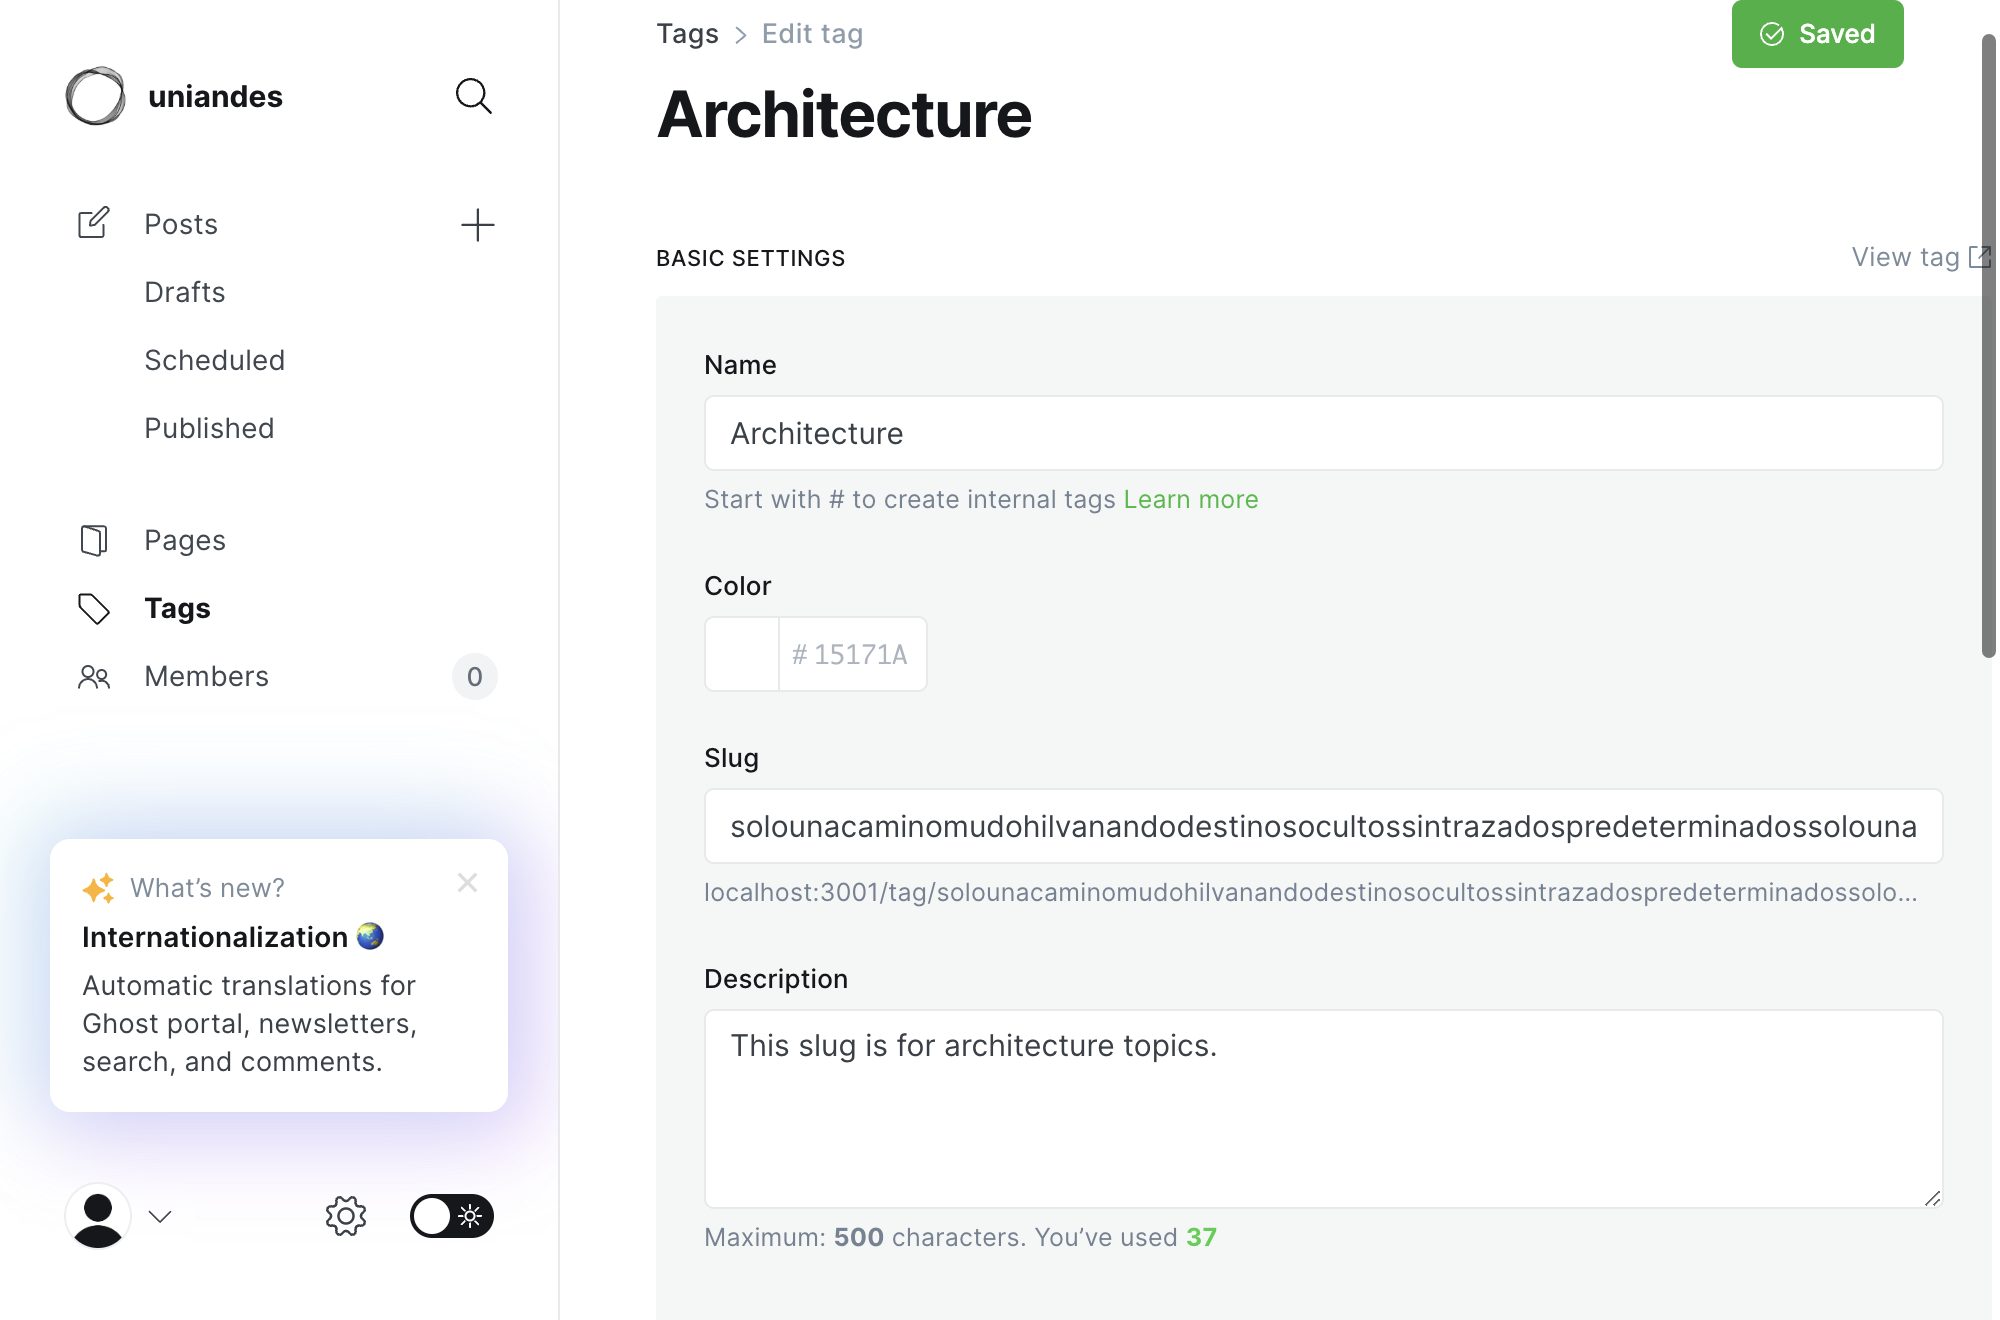 uniandes
Posts
Drafts
Scheduled
Published
Pages
Tags
Members
0
What’s new?
Internationalization
Automatic translations for
Ghost portal, newsletters,
search, and comments.
Tags > Edit tag
Saved
Architecture
BASIC SETTINGS
View tag
Name
Architecture
Start with # to create internal tags Learn more
Color
# 15171A
Slug
solounacaminomudohilvanandodestinosocultossintrazadospredeterminadossolouna
localhost:3001/tag/solounacaminomudohilvanandodestinosocultossintrazadospredeterminadossolo...
Description
This slug is for architecture topics.
Maximum: 500 characters. You’ve used 37